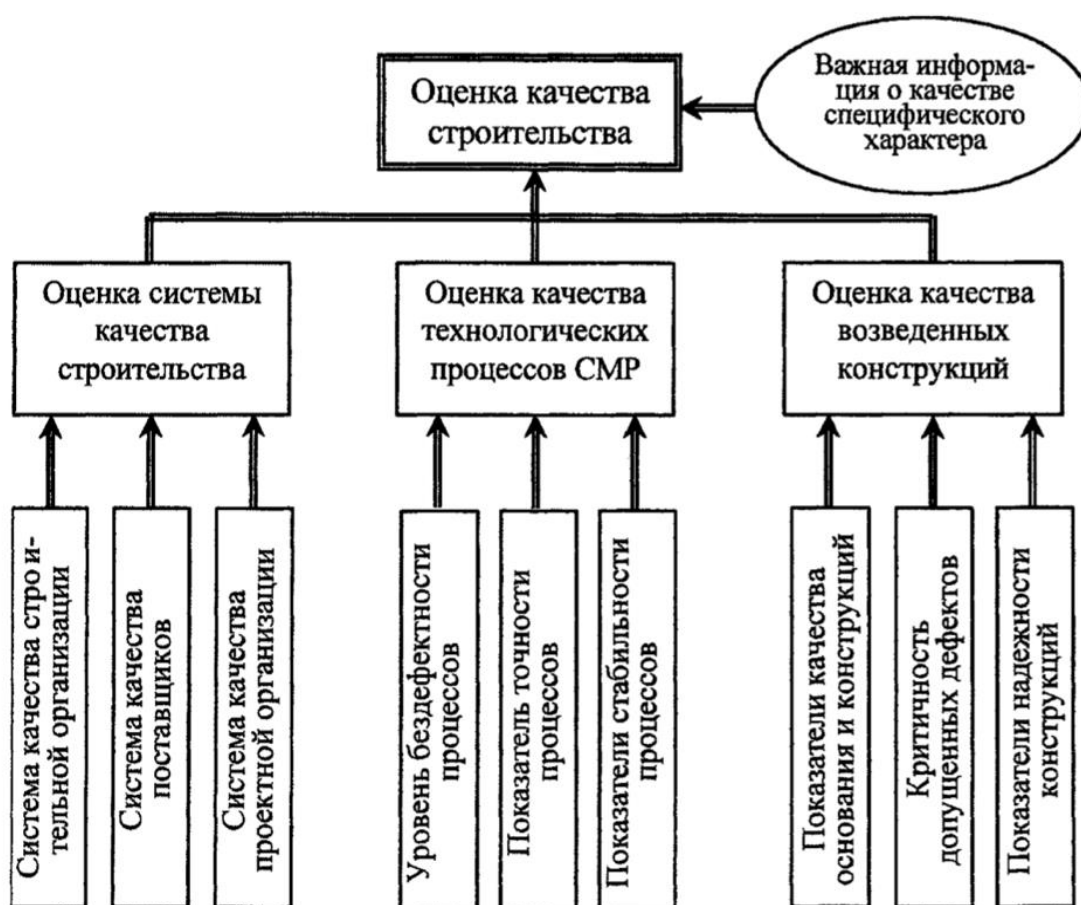 Оценка качества
строительства
Важная информа-
ция о качестве
специфического
характера
Оценка системы
качества
строительства
Оценка качества
технологических
процессов СМР
Оценка качества
возведенных
конструкций
Система качества стро и-
тельной организации
Система качества
поставщиков
Система качества
проектной организации
Уровень бездефектности
процессов
Показатель точности
процессов
Показатели стабильности
процессов
Показатели качества
основания и конструкций
Критичность
допущенных дефектов
Показатели надежности
конструкций